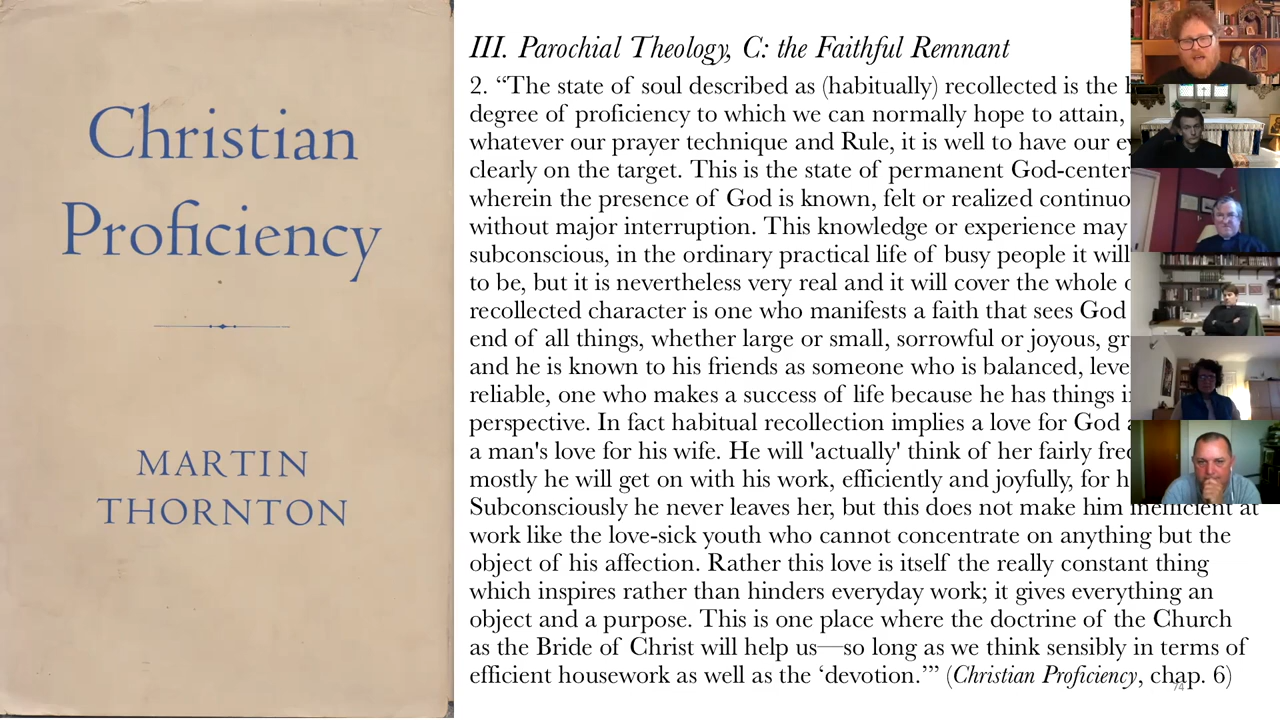 Christian
Proficiency
MARTIN
THORNTON
III. Parochial Theology, C: the Faithful Remnant
2. “The state of soul described as (habitually) recollected is the
degree of proficiency to which we can normally hope to attain,
whatever our prayer technique and Rule, it is well to have our
clearly on the target. This is the state of permanent
wherein the presence of God is known, felt or realized
without major interruption. This knowledge or experience may
subconscious, in the ordinary practical life of busy people it will
to be, but it is nevertheless very real and it will cover the whole
recollected character is one who manifests a faith that sees God
end of all things, whether large or small, sorrowful or joyous,
and he is known to his friends as someone who is balanced,
reliable, one who makes a success of life because he has things
perspective. In fact habitual recollection implies a love for God
a man's love for his wife. He will 'actually' think of her fairly
mostly he will get on with his work, efficiently and joyfully, for
Subconsciously he never leaves her, but this does not make him inefficient at
work like the love-sick youth who cannot concentrate on anything but the
object of his affection. Rather this love is itself the really constant thing
which inspires rather than hinders everyday work; it gives everything an
object and a purpose. This is one place where the doctrine of the Church
as the Bride of Christ will help us—so long as we think sensibly in terms of
efficient housework as well as the ‘devotion.’” (Christian Proficiency, chap. 6)